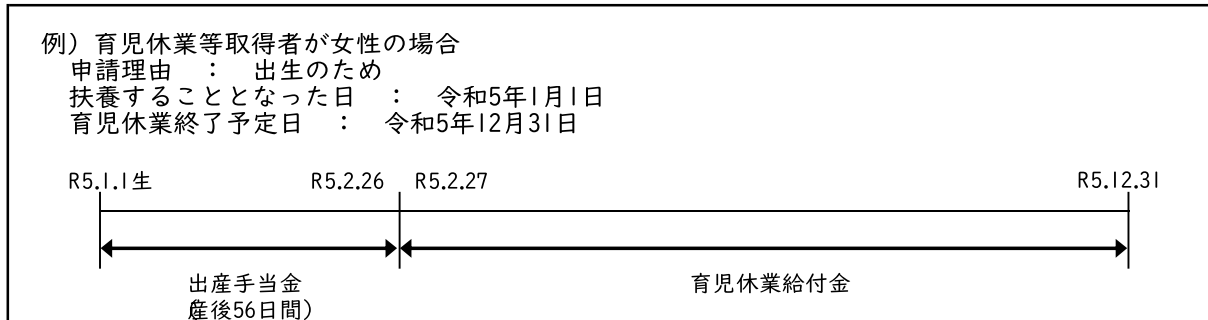 例）育児休業等取得者が女性の場合
申請理由　：　出生のため
扶養することとなった日　：　令和5年1月1日
育児休業終了予定日　：　令和5年12月31日
R5.1.1生　R5.2.26　R5.2.27　R5.12.31
出産手当金　育児休業給付金
産後56日間）